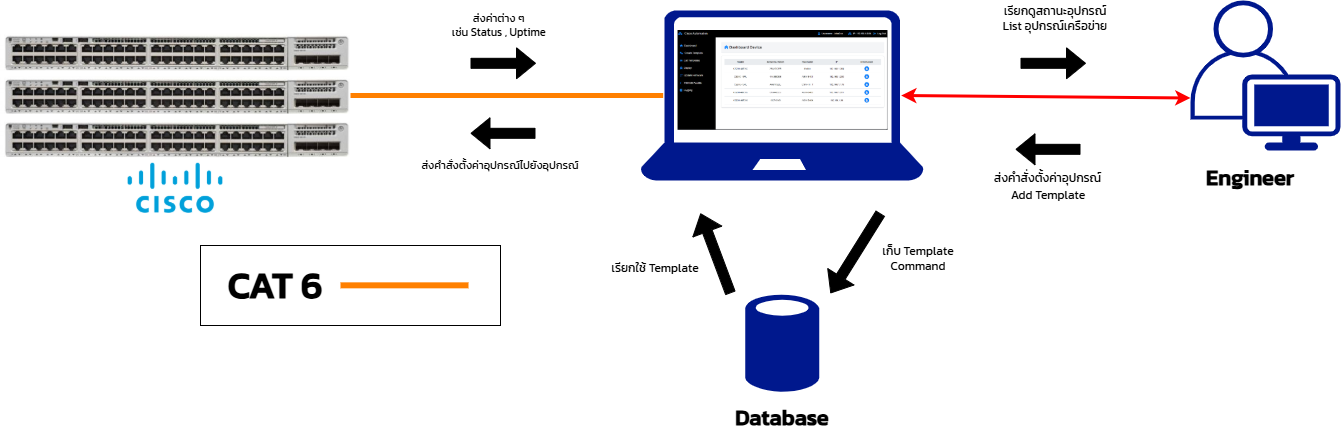 ส่งค่าต่าง ๆ
เช่น Status , Uptime
ส่งคำสั่งตั้งค่าอุปกรณ์ไปยังอุปกรณ์
CISCO
CAT 6
Dashboard Device
เรียกดูสถานะอุปกรณ์
List อุปกรณ์เครือข่าย
ส่งคำสั่งตั้งค่าอุปกรณ์
Add Template
Engineer
เรียกใช้ Template
เก็บ Template
Command
Database